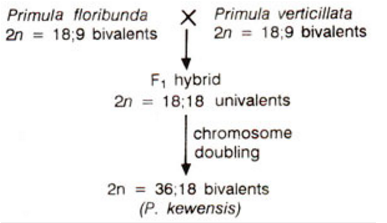 Primula floribunda × Primula verticillata
2n = 18;9 bivalents 2n = 18;9 bivalents
F₁ hybrid
2n = 18;18 univalents
chromosome
doubling
2n = 36;18 bivalents
(P. kewensis)